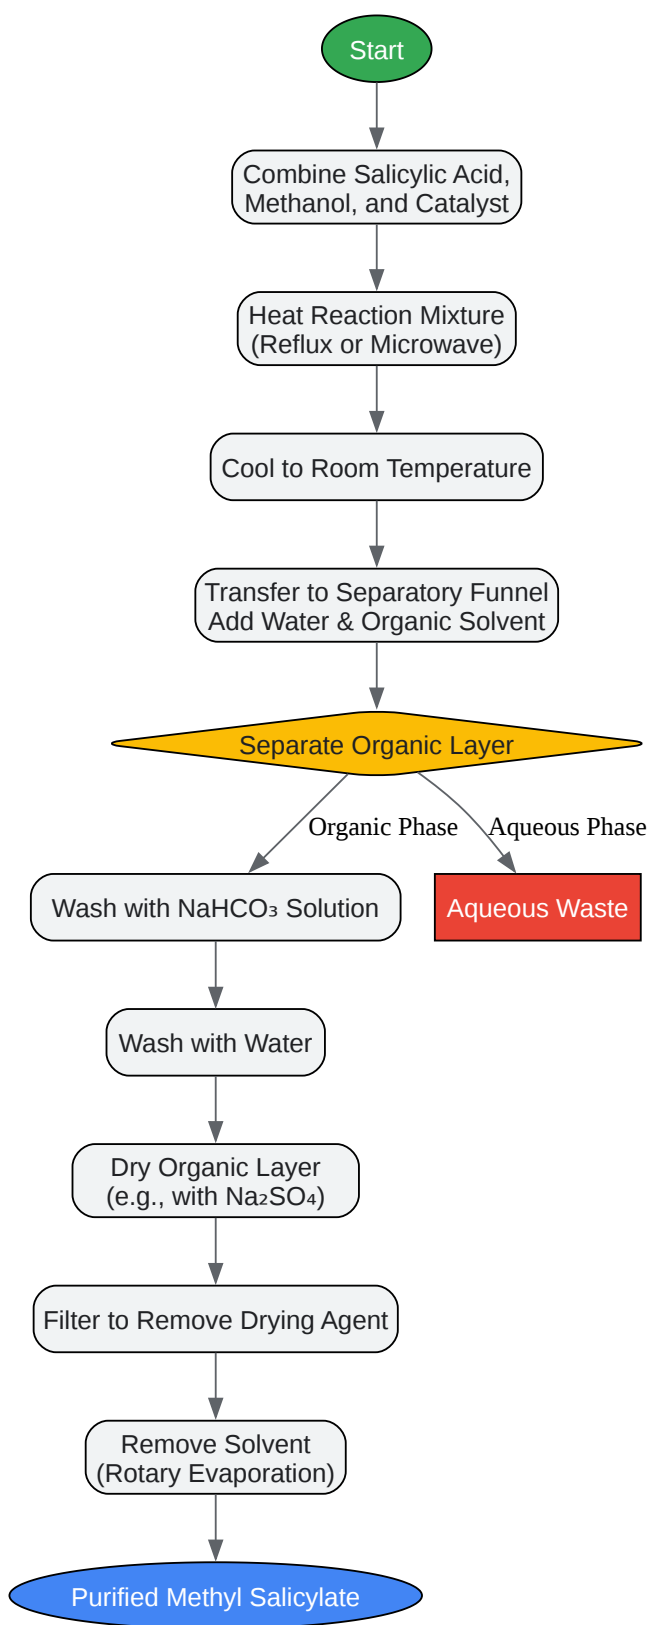 Start
Combine Salicylic Acid,
Methanol, and Catalyst
Heat Reaction Mixture
(Reflux or Microwave)
Cool to Room Temperature
Transfer to Separatory Funnel
Add Water & Organic Solvent
Separate Organic Layer
Organic Phase
Aqueous Phase
Wash with NaHCO₃ Solution
Aqueous Waste
Wash with Water
Dry Organic Layer
(e.g., with Na₂SO₄)
Filter to Remove Drying Agent
Remove Solvent
(Rotary Evaporation)
Purified Methyl Salicylate